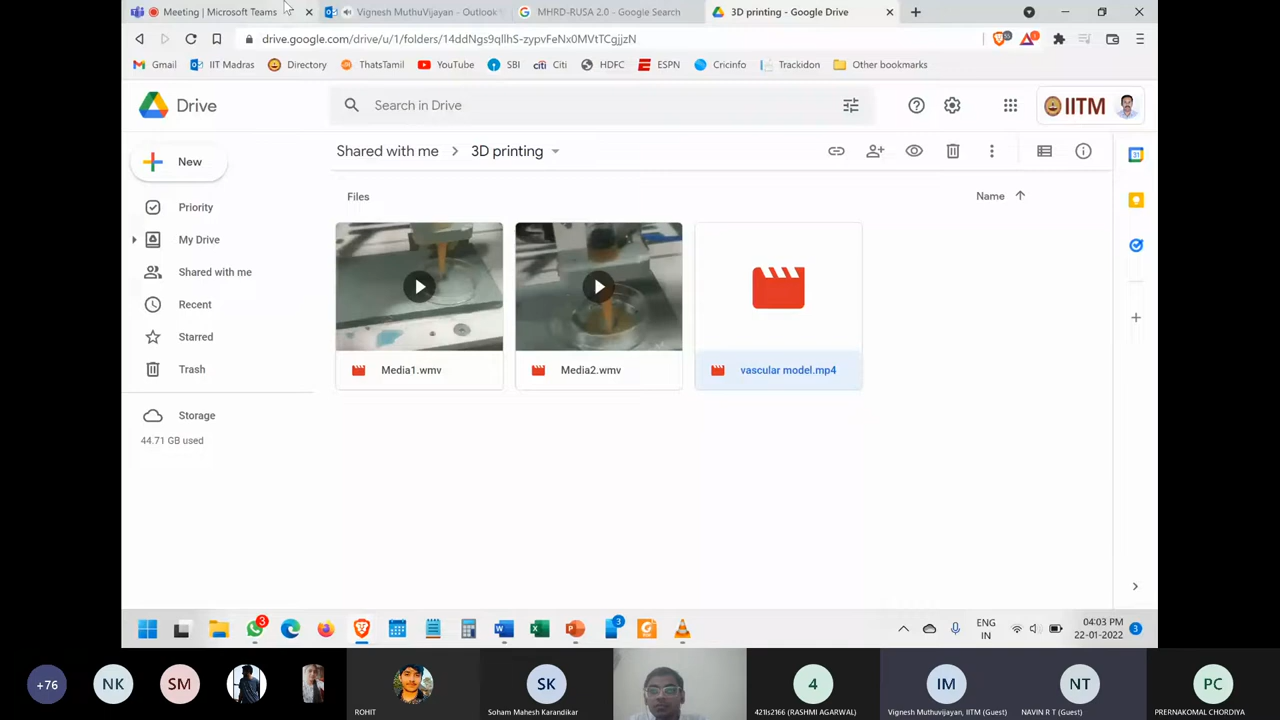 Meeting | Microsoft Teams
Vignesh MuthuVijayan - Outlook
MHRD-RUSA 2.0 - Google Search
3D printing - Google Drive
drive.google.com/drive/u/1/folders/14ddNgs9qllhS-zypvFeNx0MVtTCgjjzN
Gmail
IIT Madras
Directory
ThatsTamil
YouTube
SBI
citi Citi
HDFC
ESPN
Cricinfo
Trackidon
Other bookmarks
Drive
Search in Drive
IITM
New
Shared with me > 3D printing
Priority
My Drive
Shared with me
Recent
Starred
Trash
Storage
44.71 GB used
Files
Name
Media1.wmv
Media2.wmv
vascular model.mp4
31
3
3
ENG
IN
04:03 PM
22-01-2022
3
+76
NK
SM
ROHIT
SK
Soham Mahesh Karandikar
4
421ls2166 (RASHMI AGARWAL)
IM
Vignesh Muthuvijayan, IITM (Guest)
NT
NAVIN R T (Guest)
PC
PRERNAKOMAL CHORDIYA